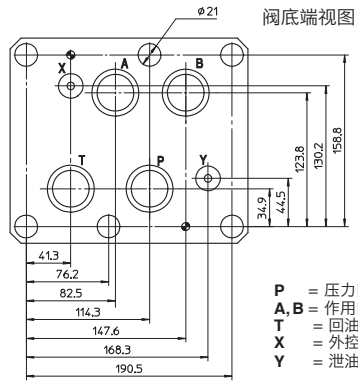 ø21
阀底端视图
X
A
B
T
P
Y
34.9
44.5
123.8
130.2
158.8
41.3
76.2
82.5
114.3
147.6
168.3
190.5
P = 压力
A, B = 作用
T = 回油
X = 外控
Y = 泄油